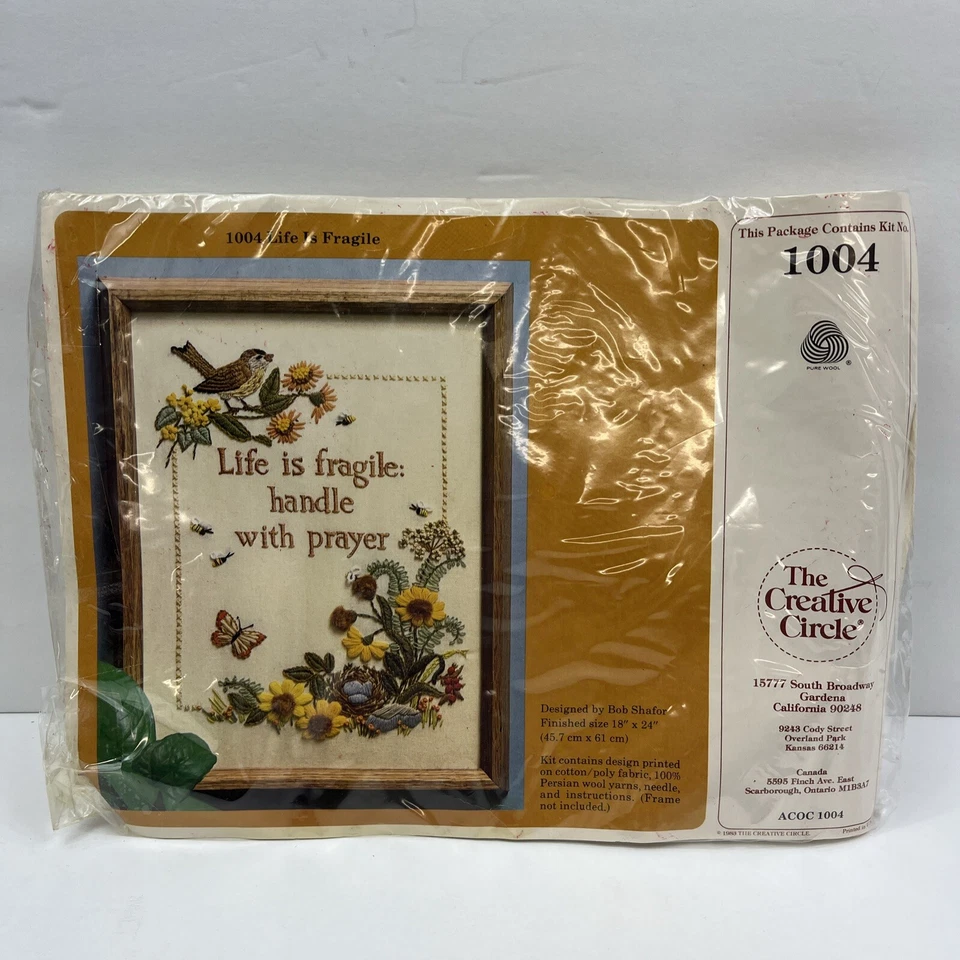 1004 Life Is Fragile
Life is fragile:
handle
with prayer
Designed by Bob Shafor
Finished size 18" x 24"
(45.7 cm x 61 cm)
Kit contains design printed
on cotton/poly fabric, 100%
Persian wool yarns, needle,
and instructions. (Frame
not included.)
This Package Contains Kit No.
1004
PURE WOOL ®
The
Creative
Circle®
15777 South Broadway
Gardena
California 90248
9243 Cody Street
Overland Park
Kansas 66214
Canada
5595 Finch Ave. East
Scarborough, Ontario M1B3A7
ACOC 1004
© 1983 THE CREATIVE CIRCLE Printed in